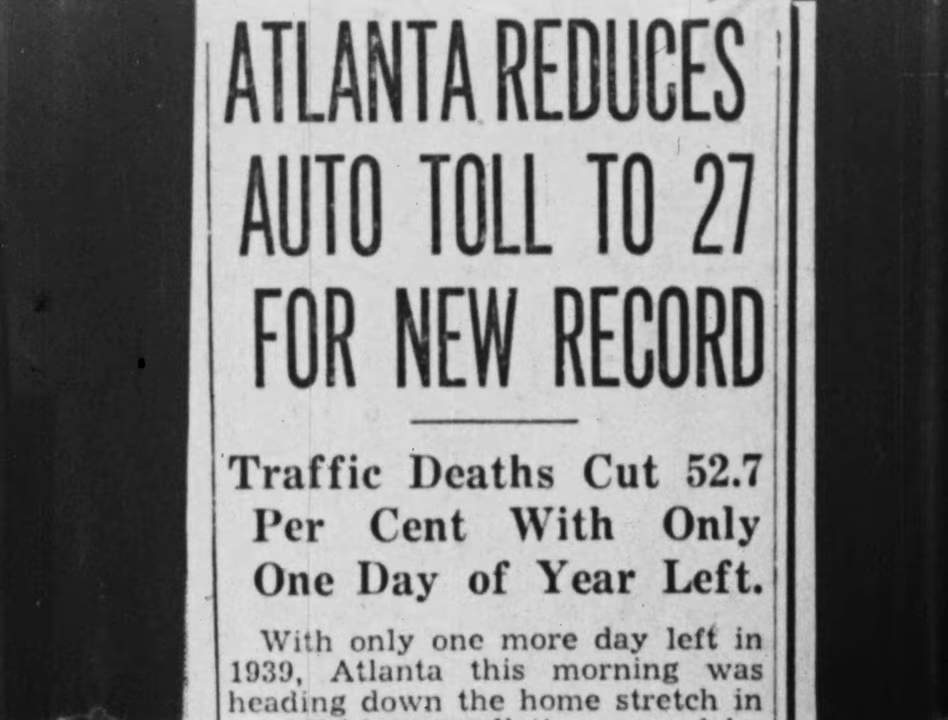 ATLANTA REDUCES
AUTO TOLL TO 27
FOR NEW RECORD
Traffic Deaths Cut 52.7
Per Cent With Only
One Day of Year Left.
With only one more day left in
1939, Atlanta this morning was
heading down the home stretch in